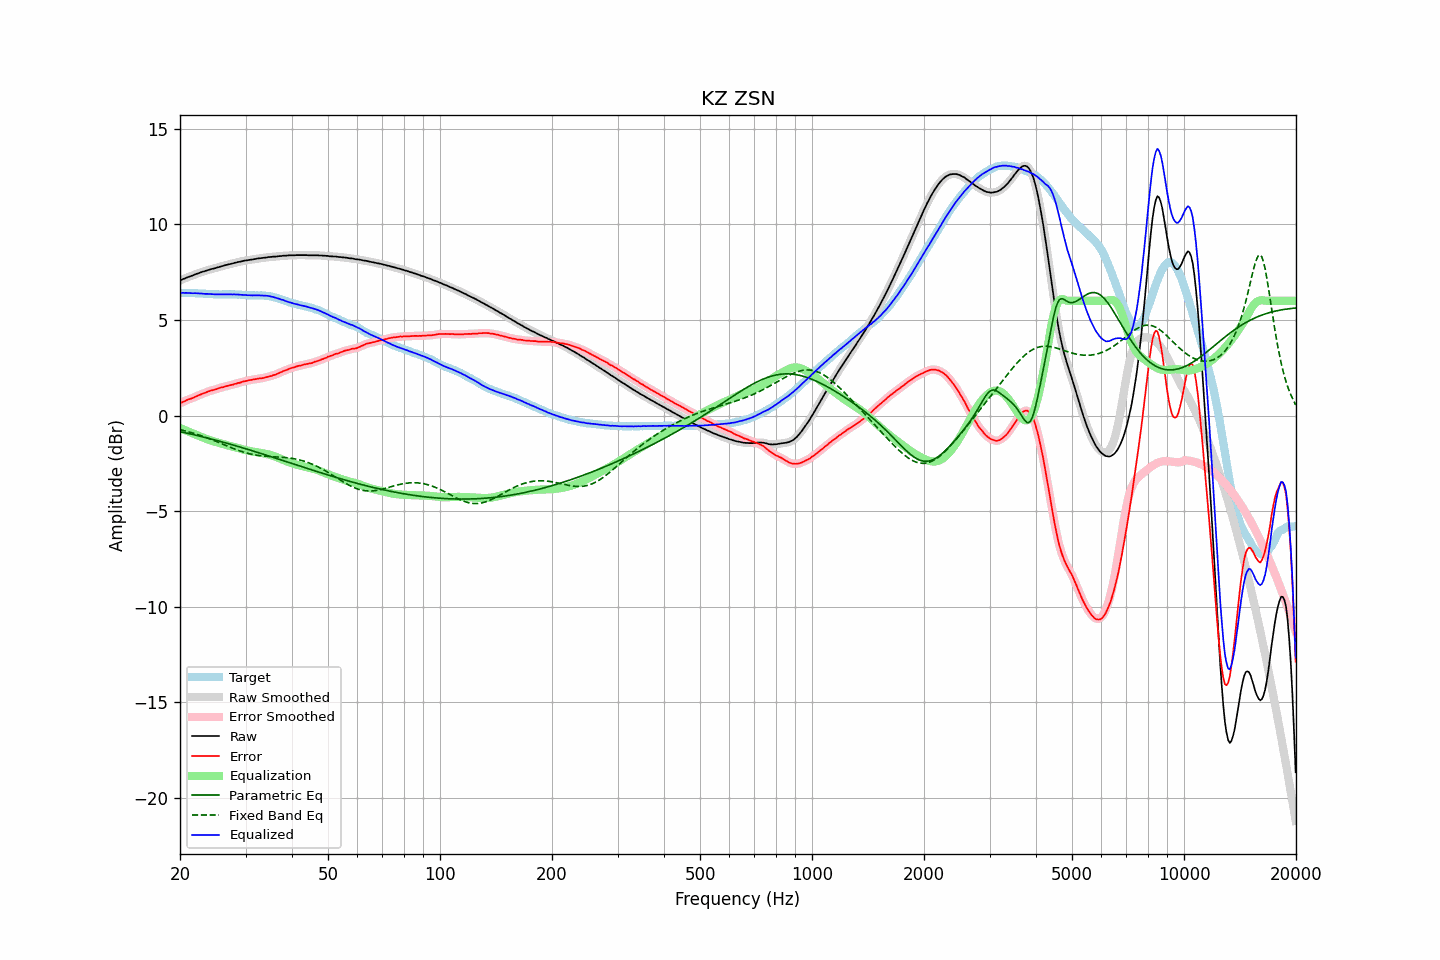 KZ ZSN
Amplitude (dBr)
15
10
5
0
−5
−10
−15
−20
Target
Raw Smoothed
Error Smoothed
Raw
Error
Equalization
Parametric Eq
Fixed Band Eq
Equalized
20 50 100 200 500 1000 2000 5000 10000 20000
Frequency (Hz)